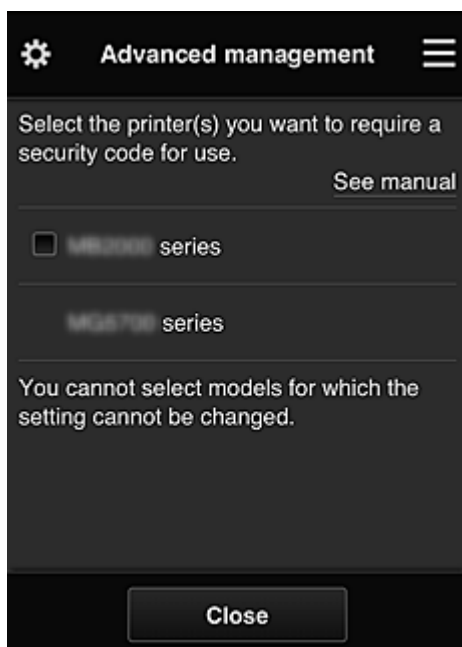 Advanced management
Select the printer(s) you want to require a
security code for use.
See manual
series
series
You cannot select models for which the
setting cannot be changed.
Close